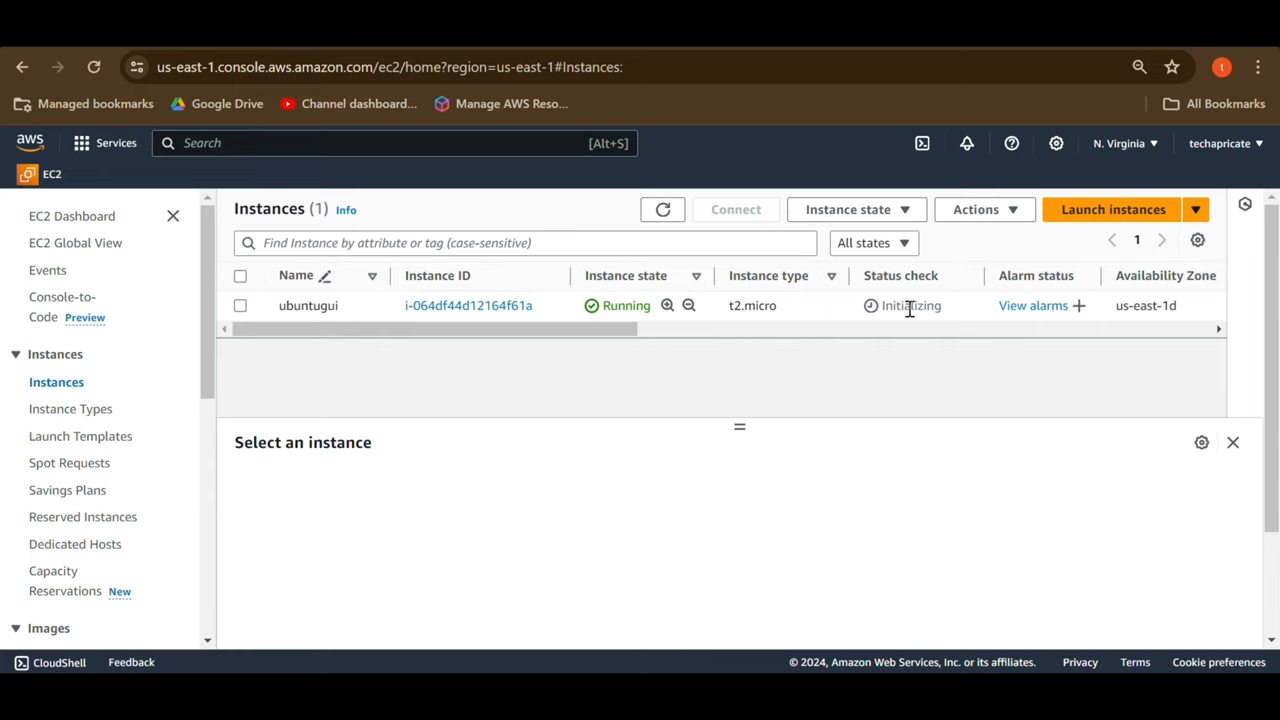 us-east-1.console.aws.amazon.com/ec2/home?region=us-east-1#Instances:
t
Managed bookmarks
Google Drive
Channel dashboard...
Manage AWS Reso...
All Bookmarks
aws
Services
Search
[Alt+S]
N. Virginia
techapricate
EC2
EC2 Dashboard
EC2 Global View
Events
Console-to-
Code Preview
Instances
Instances
Instance Types
Launch Templates
Spot Requests
Savings Plans
Reserved Instances
Dedicated Hosts
Capacity
Reservations New
Images
Instances (1) Info
Connect
Instance state
Actions
Launch instances
Find Instance by attribute or tag (case-sensitive)
All states
1
Name
Instance ID
Instance state
Instance type
Status check
Alarm status
Availability Zone
ubuntugui
i-064df44d12164f61a
Running
t2.micro
Initializing
View alarms
us-east-1d
Select an instance
CloudShell
Feedback
© 2024, Amazon Web Services, Inc. or its affiliates.
Privacy
Terms
Cookie preferences